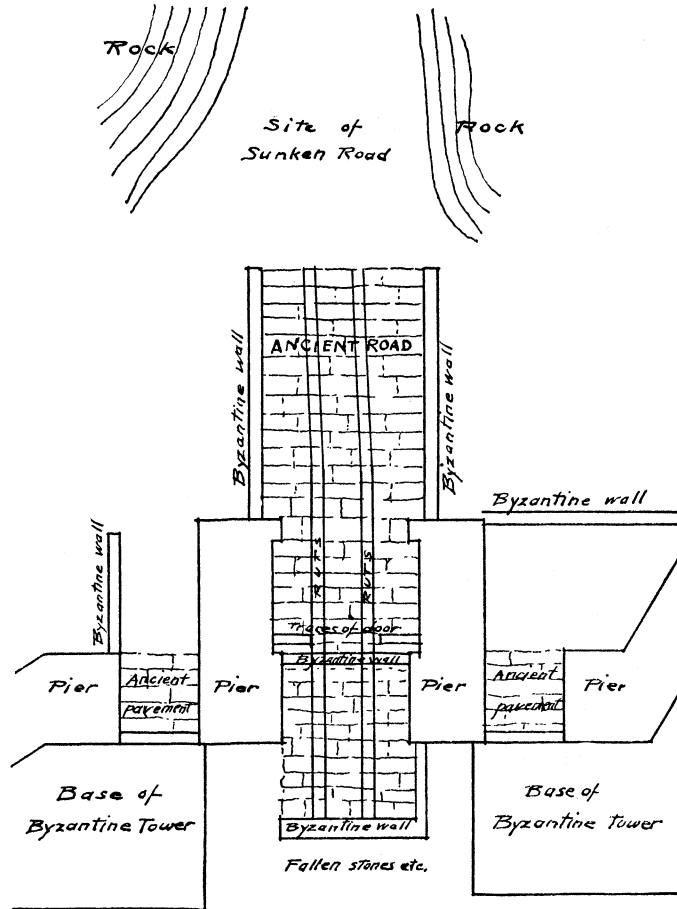 Rock
Rock
Site of
Sunken Road
ANCIENT ROAD
Byzantine wall
Byzantine wall
Byzantine wall
Byzantine wall
RUTS
RUTS
Traces of door
Byzantine wall
Pier
Ancient
pavement
Pier
Pier
Ancient
pavement
Pier
Base of
Byzantine Tower
Base of
Byzantine Tower
Byzantine wall
Fallen stones etc.